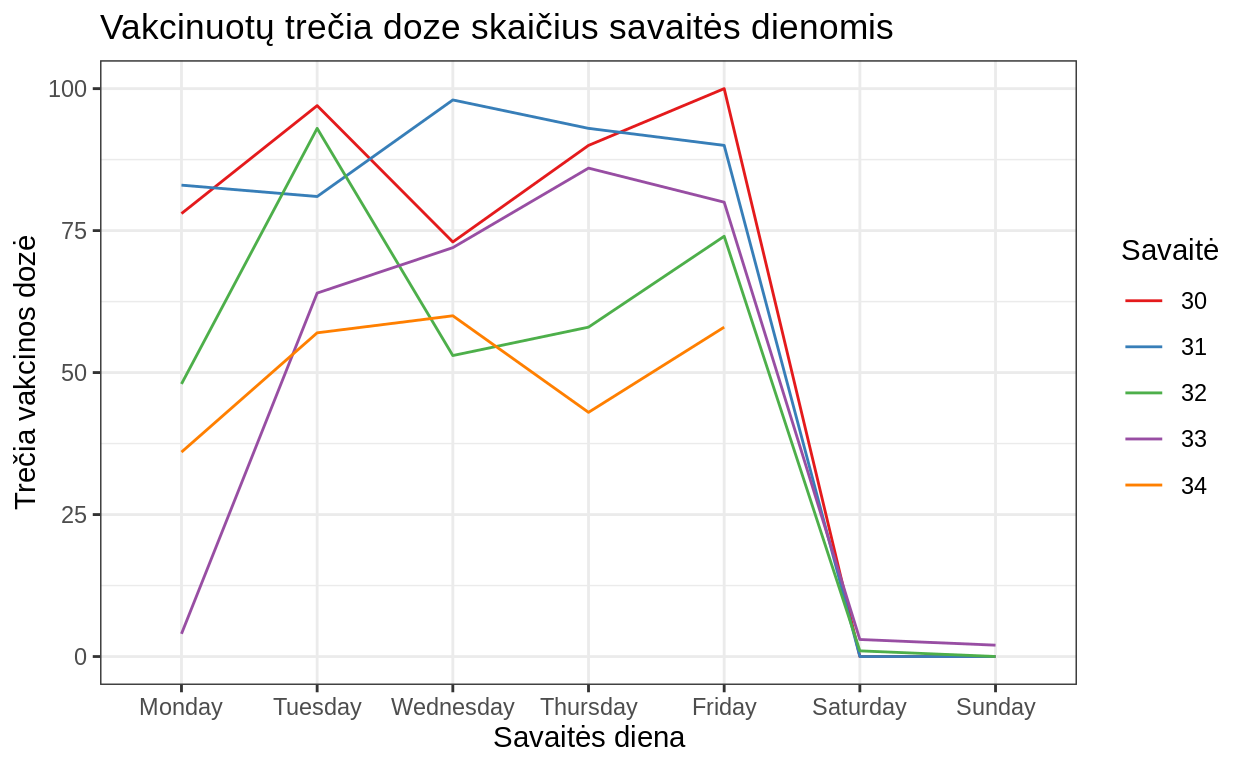 Vakcinuotų trečia doze skaičius savaitės dienomis
Trečia vakcinos dozė
100
75
50
25
0
Monday Tuesday Wednesday Thursday Friday Saturday Sunday
Savaitės diena
Savaitė
30
31
32
33
34